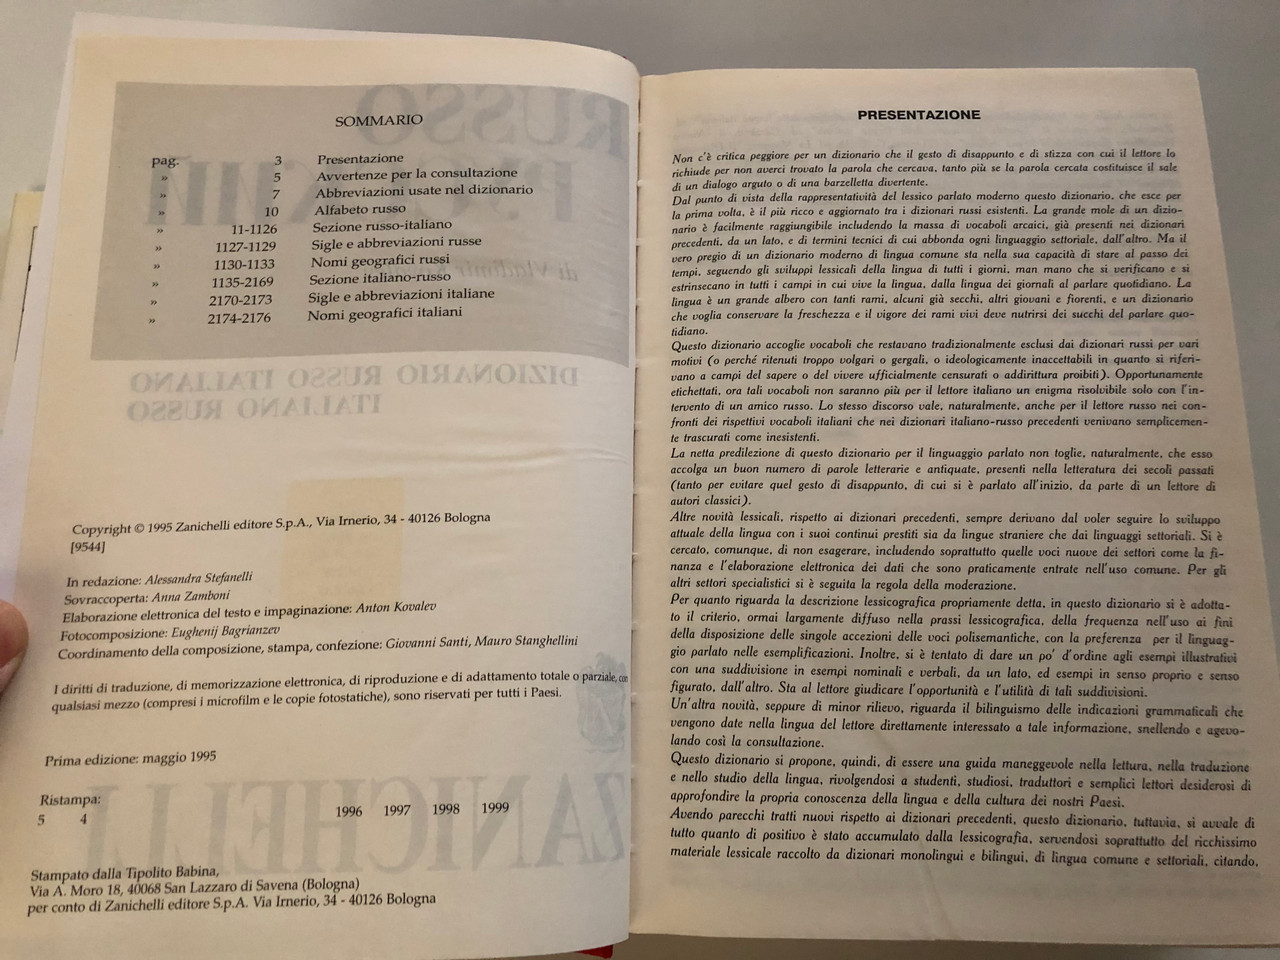 SOMMARIO
pag. 3 Presentazione
» 5 Avvertenze per la consultazione
» 7 Abbreviazioni usate nel dizionario
» 10 Alfabeto russo
» 11-1126 Sezione russo-italiano
» 1127-1129 Sigle e abbreviazioni russe
» 1130-1133 Nomi geografici russi
» 1135-2169 Sezione italiano-russo
» 2170-2173 Sigle e abbreviazioni italiane
» 2174-2176 Nomi geografici italiani
DIZIONARIO RUSSO ITALIANO
ITALIANO RUSSO
Copyright © 1995 Zanichelli editore S.p.A., Via Irnerio, 34 - 40126 Bologna
[9544]
In redazione: Alessandra Stefanelli
Sovraccoperta: Anna Zamboni
Elaborazione elettronica del testo e impaginazione: Anton Kovalev
Fotocomposizione: Eughenij Bagrianzev
Coordinamento della composizione, stampa, confezione: Giovanni Santi, Mauro Stanghellini
I diritti di traduzione, di memorizzazione elettronica, di riproduzione e di adattamento totale o parziale, con
qualsiasi mezzo (compresi i microfilm e le copie fotostatiche), sono riservati per tutti i Paesi.
Prima edizione: maggio 1995
Ristampa:
5 4 1996 1997 1998 1999
ZANICHELLI
Stampato dalla Tipolito Babina,
Via A. Moro 18, 40068 San Lazzaro di Savena (Bologna)
per conto di Zanichelli editore S.p.A. Via Irnerio, 34 - 40126 Bologna
PRESENTAZIONE
Non c'è critica peggiore per un dizionario che il gesto di disappunto e di stizza con cui il lettore lo
richiude per non averci trovato la parola che cercava, tanto più se la parola cercata costituisce il sale
di un dialogo arguto o di una barzelletta divertente.
Dal punto di vista della rappresentatività del lessico parlato moderno questo dizionario, che esce per
la prima volta, è il più ricco e aggiornato tra i dizionari russi esistenti. La grande mole di un dizio-
nario è facilmente raggiungibile includendo la massa di vocaboli arcaici, già presenti nei dizionari
precedenti, da un lato, e di termini tecnici di cui abbonda ogni linguaggio settoriale, dall'altro. Ma il
vero pregio di un dizionario moderno di lingua comune sta nella sua capacità di stare al passo dei
tempi, seguendo gli sviluppi lessicali della lingua di tutti i giorni, man mano che si verificano e si
estrinsecano in tutti i campi in cui vive la lingua, dalla lingua dei giornali al parlare quotidiano. La
lingua è un grande albero con tanti rami, alcuni già secchi, altri giovani e fiorenti, e un dizionario
che voglia conservare la freschezza e il vigore dei rami vivi deve nutrirsi dei succhi del parlare quo-
tidiano.
Questo dizionario accoglie vocaboli che restavano tradizionalmente esclusi dai dizionari russi per vari
motivi (o perché ritenuti troppo volgari o gergali, o ideologicamente inaccettabili in quanto si riferi-
vano a campi del sapere o del vivere ufficialmente censurati o addirittura proibiti). Opportunamente
etichettati, ora tali vocaboli non saranno più per il lettore italiano un enigma risolvibile solo con l'in-
tervento di un amico russo. Lo stesso discorso vale, naturalmente, anche per il lettore russo nei con-
fronti dei rispettivi vocaboli italiani che nei dizionari italiano-russo precedenti venivano semplicemen-
te trascurati come inesistenti.
La netta predilezione di questo dizionario per il linguaggio parlato non toglie, naturalmente, che esso
accolga un buon numero di parole letterarie e antiquate, presenti nella letteratura dei secoli passati
(tanto per evitare quel gesto di disappunto, di cui si è parlato all'inizio, da parte di un lettore di
autori classici).
Altre novità lessicali, rispetto ai dizionari precedenti, sempre derivano dal voler seguire lo sviluppo
attuale della lingua con i suoi continui prestiti sia da lingue straniere che dai linguaggi settoriali. Si è
cercato, comunque, di non esagerare, includendo soprattutto quelle voci nuove dei settori come la fi-
nanza e l'elaborazione elettronica dei dati che sono praticamente entrate nell'uso comune. Per gli
altri settori specialistici si è seguita la regola della moderazione.
Per quanto riguarda la descrizione lessicografica propriamente detta, in questo dizionario si è adotta-
to il criterio, ormai largamente diffuso nella prassi lessicografica, della frequenza nell'uso ai fini
della disposizione delle singole accezioni delle voci polisemantiche, con la preferenza per il linguag-
gio parlato nelle esemplificazioni. Inoltre, si è tentato di dare un po' d'ordine agli esempi illustrativi
con una suddivisione in esempi nominali e verbali, da un lato, ed esempi in senso proprio e senso
figurato, dall'altro. Sta al lettore giudicare l'opportunità e l'utilità di tali suddivisioni.
Un'altra novità, seppure di minor rilievo, riguarda il bilinguismo delle indicazioni grammaticali che
vengono date nella lingua del lettore direttamente interessato a tale informazione, snellendo e agevo-
lando così la consultazione.
Questo dizionario si propone, quindi, di essere una guida maneggevole nella lettura, nella traduzione
e nello studio della lingua, rivolgendosi a studenti, studiosi, traduttori e semplici lettori desiderosi di
approfondire la propria conoscenza della lingua e della cultura dei nostri Paesi.
Avendo parecchi tratti nuovi rispetto ai dizionari precedenti, questo dizionario, tuttavia, si avvale di
tutto quanto di positivo è stato accumulato dalla lessicografia, servendosi soprattutto del ricchissimo
materiale lessicale raccolto da dizionari monolingui e bilingui, di lingua comune e settoriali, citando,